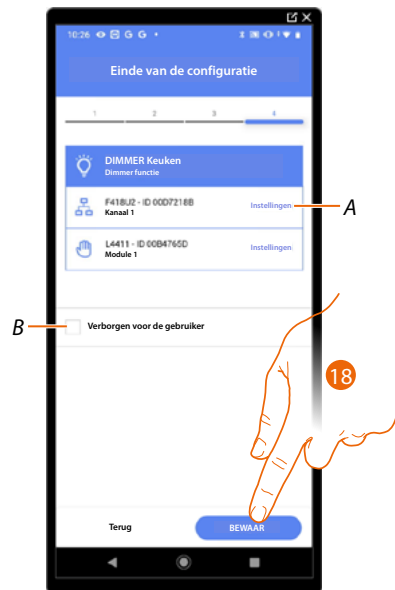 10:26 G G
Einde van de configuratie
1 2 3 4
DIMMER Keuken
Dimmer functie
F418U2 - ID 00D7218B
Kanaal 1
Instellingen
A
L4411 - ID 00B4765D
Module 1
Instellingen
B
Verborgen voor de gebruiker
18
Terug
BEWAAR